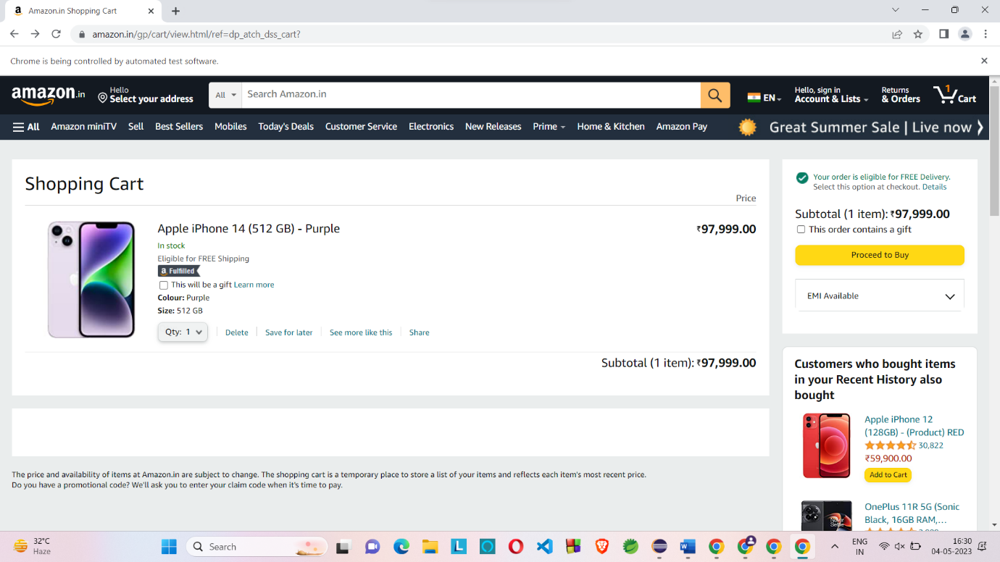 Amazon.in Shopping Cart
amazon.in/gp/cart/view.html/ref=dp_atch_dss_cart?
Chrome is being controlled by automated test software.
amazon.in
Hello
Select your address
All
Search Amazon.in
EN
Hello, sign in
Account & Lists
Returns
& Orders
1
Cart
All
Amazon miniTV
Sell
Best Sellers
Mobiles
Today's Deals
Customer Service
Electronics
New Releases
Prime
Home & Kitchen
Amazon Pay
Great Summer Sale | Live now
Shopping Cart
Price
Apple iPhone 14 (512 GB) - Purple
₹97,999.00
In stock
Eligible for FREE Shipping
a Fulfilled
This will be a gift Learn more
Colour: Purple
Size: 512 GB
Qty: 1
Delete
Save for later
See more like this
Share
Subtotal (1 item): ₹97,999.00
The price and availability of items at Amazon.in are subject to change. The shopping cart is a temporary place to store a list of your items and reflects each item's most recent price.
Do you have a promotional code? We'll ask you to enter your claim code when it's time to pay.
Your order is eligible for FREE Delivery.
Select this option at checkout. Details
Subtotal (1 item): ₹97,999.00
This order contains a gift
Proceed to Buy
EMI Available
Customers who bought items
in your Recent History also
bought
Apple iPhone 12
(128GB) - (Product) RED
30,822
₹59,900.00
Add to Cart
Never
Settle
OnePlus 11R 5G (Sonic
Black, 16GB RAM,...
32°C
Haze
Search
ENG
IN
16:30
04-05-2023